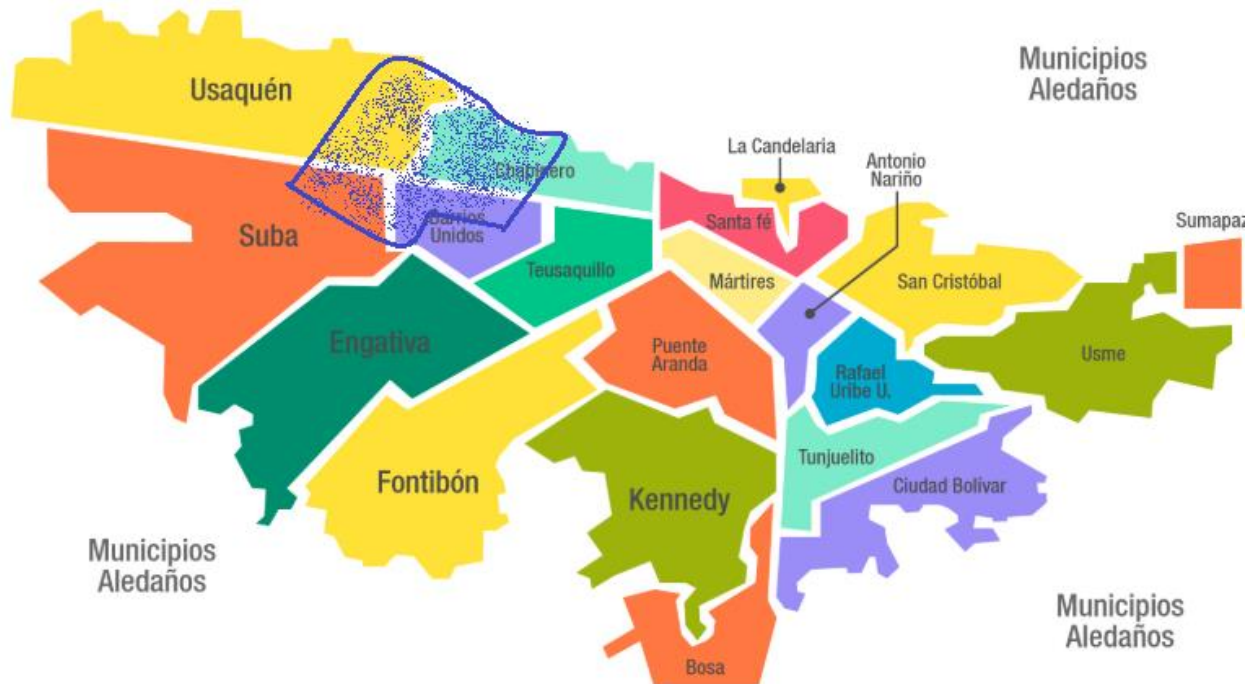 Municipios
Aledaños
Usaquén
La Candelaria
Antonio
Nariño
Chapinero
Santa fé
Sumapaz
Barrios
Unidos
Suba
Teusaquillo
Mártires
San Cristóbal
Engativa
Puente
Aranda
Usme
Rafael
Uribe U.
Tunjuelito
Fontibón
Kennedy
Ciudad Bolívar
Municipios
Aledaños
Municipios
Aledaños
Bosa